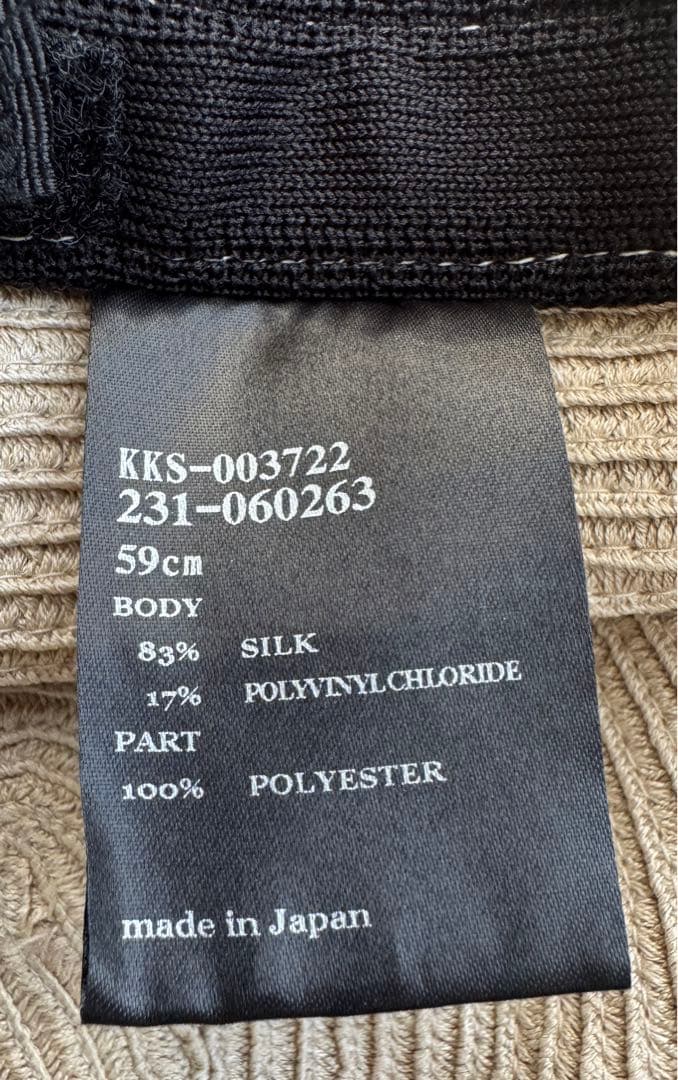 KKS-003722
231-060263
59cm
BODY
83% SILK
17% POLYVINYL CHLORIDE
PART
100% POLYESTER
made in Japan